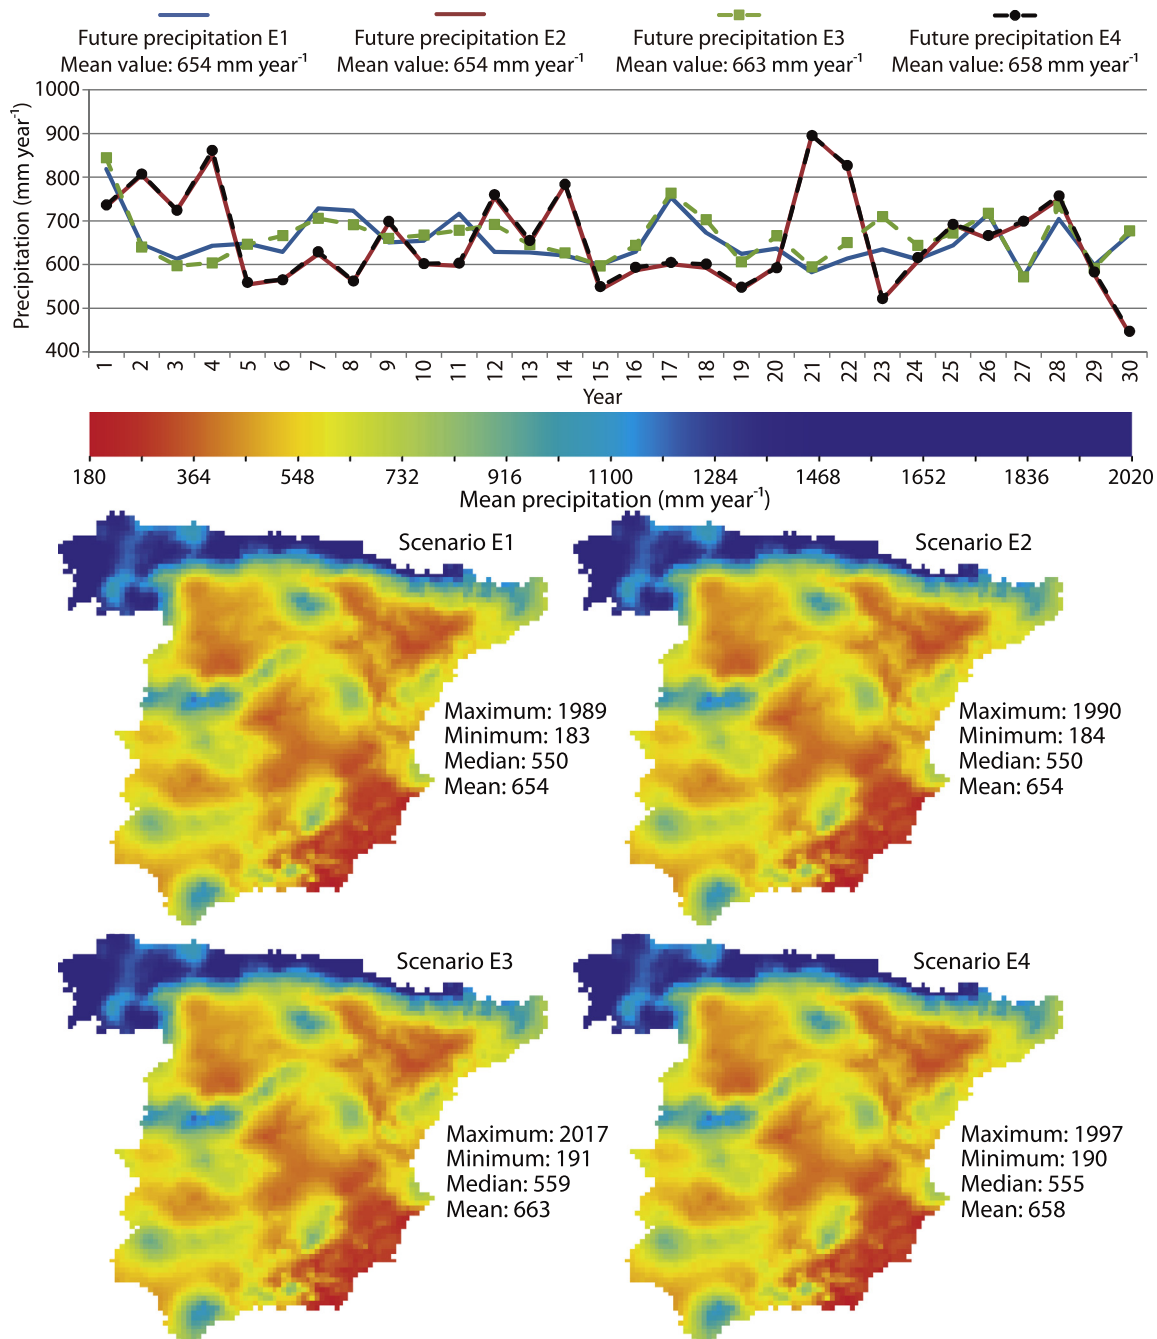 Future precipitation E1
Mean value: 654 mm year⁻¹
Future precipitation E2
Mean value: 654 mm year⁻¹
Future precipitation E3
Mean value: 663 mm year⁻¹
Future precipitation E4
Mean value: 658 mm year⁻¹
Precipitation (mm year⁻¹)
1000
900
800
700
600
500
400
1 2 3 4 5 6 7 8 9 10 11 12 13 14 15 16 17 18 19 20 21 22 23 24 25 26 27 28 29 30
Year
180 364 548 732 916 1100 1284 1468 1652 1836 2020
Mean precipitation (mm year⁻¹)
Scenario E1
Maximum: 1989
Minimum: 183
Median: 550
Mean: 654
Scenario E2
Maximum: 1990
Minimum: 184
Median: 550
Mean: 654
Scenario E3
Maximum: 2017
Minimum: 191
Median: 559
Mean: 663
Scenario E4
Maximum: 1997
Minimum: 190
Median: 555
Mean: 658